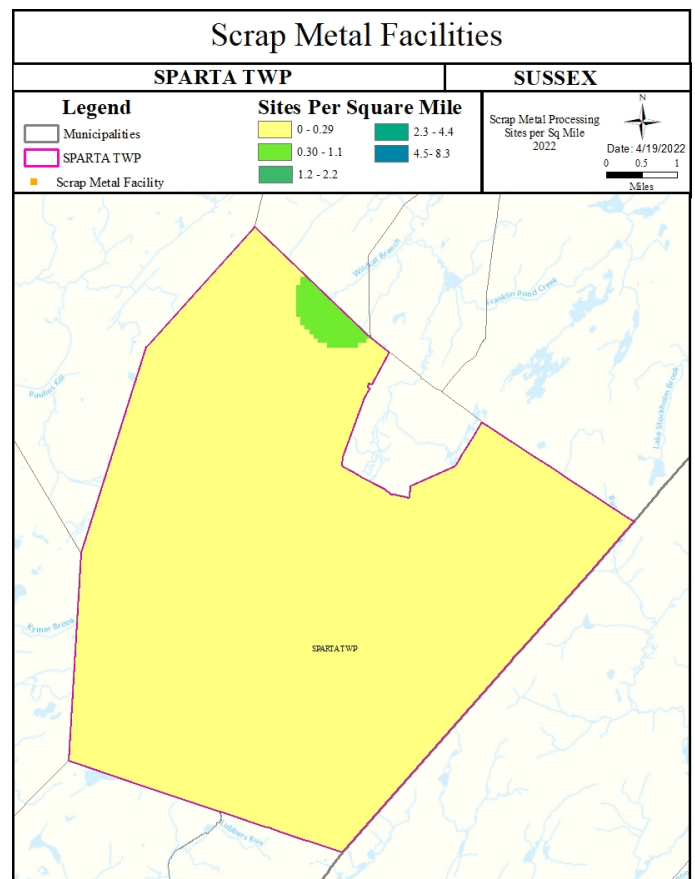 Scrap Metal Facilities
SPARTA TWP
SUSSEX
Legend
Municipalities
SPARTA TWP
Scrap Metal Facility
Sites Per Square Mile
0 - 0.29
0.30 - 1.1
1.2 - 2.2
2.3 - 4.4
4.5- 8.3
Scrap Metal Processing
Sites per Sq Mile
2022
N
Date: 4/19/2022
0 0.5 1
Miles
Wildcat Branch
Franklin Pond Creek
Paulins Kill
Lake Stockholm Brook
Kymer Brook
SPARTA TWP
Lubbers Run